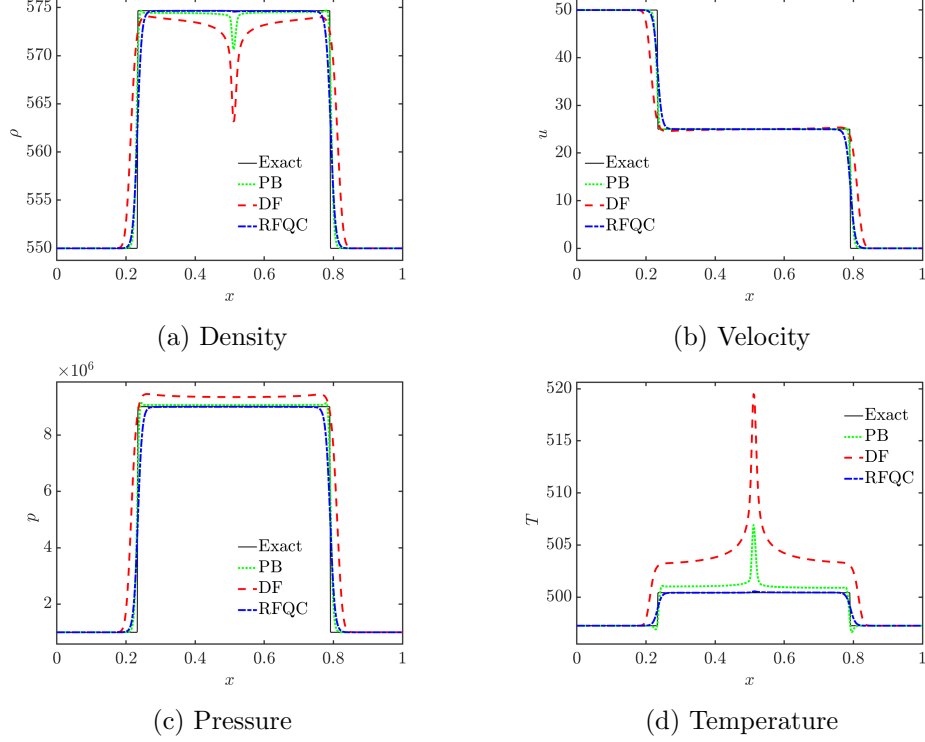 575
570
565
560
555
550
ρ
Exact
PB
DF
RFQC
0
0.2
0.4
0.6
0.8
1
x
(a) Density
50
40
30
20
10
0
u
Exact
PB
DF
RFQC
0
0.2
0.4
0.6
0.8
1
x
(b) Velocity
×10⁶
8
6
4
2
p
Exact
PB
DF
RFQC
0
0.2
0.4
0.6
0.8
1
x
(c) Pressure
520
515
510
505
500
T
Exact
PB
DF
RFQC
0
0.2
0.4
0.6
0.8
1
x
(d) Temperature